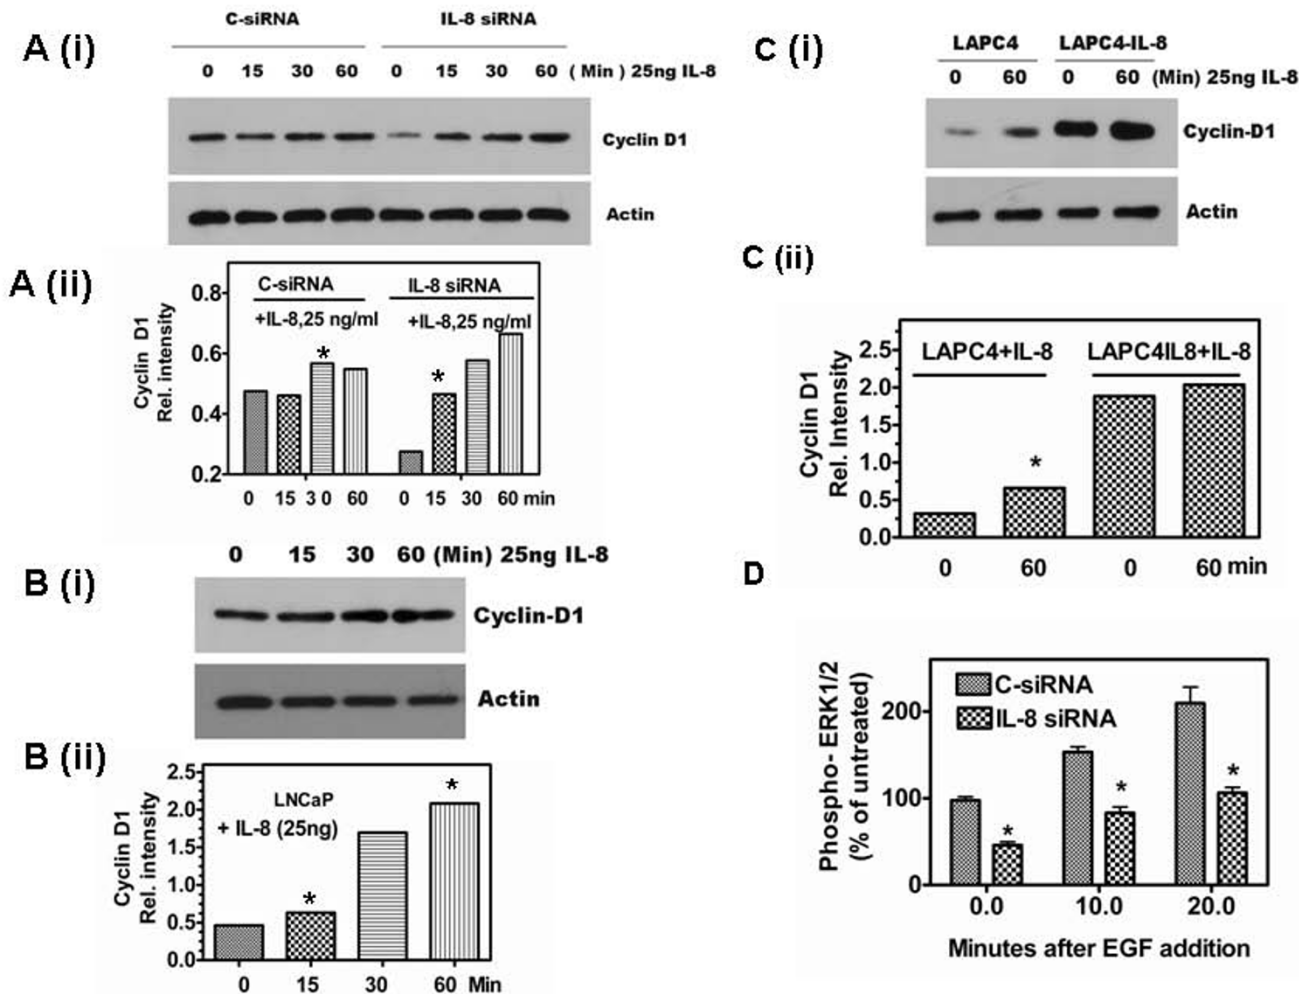 A (i)
C-siRNA IL-8 siRNA
0 15 30 60 0 15 30 60 ( Min ) 25ng IL-8
Cyclin D1
Actin
A (ii)
C-siRNA IL-8 siRNA
+IL-8,25 ng/ml +IL-8,25 ng/ml
Cyclin D1
Rel. intensity
0.8
0.6
0.4
0.2
* *
0 15 3 0 60 0 15 30 60 min
B (i)
0 15 30 60 (Min) 25ng IL-8
Cyclin-D1
Actin
B (ii)
Cyclin D1
Rel. intensity
2.5
2.0
1.5
1.0
0.5
0.0
LNCaP
+ IL-8 (25ng)
* *
0 15 30 60 Min
C (i)
LAPC4 LAPC4-IL-8
0 60 0 60 (Min) 25ng IL-8
Cyclin-D1
Actin
C (ii)
Cyclin D1
Rel. Intensity
2.5
2.0
1.5
1.0
0.5
0.0
LAPC4+IL-8 LAPC4IL8+IL-8
*
0 60 0 60 min
D
Phospho- ERK1/2
(% of untreated)
200
100
0
C-siRNA
IL-8 siRNA
* * *
0.0 10.0 20.0
Minutes after EGF addition